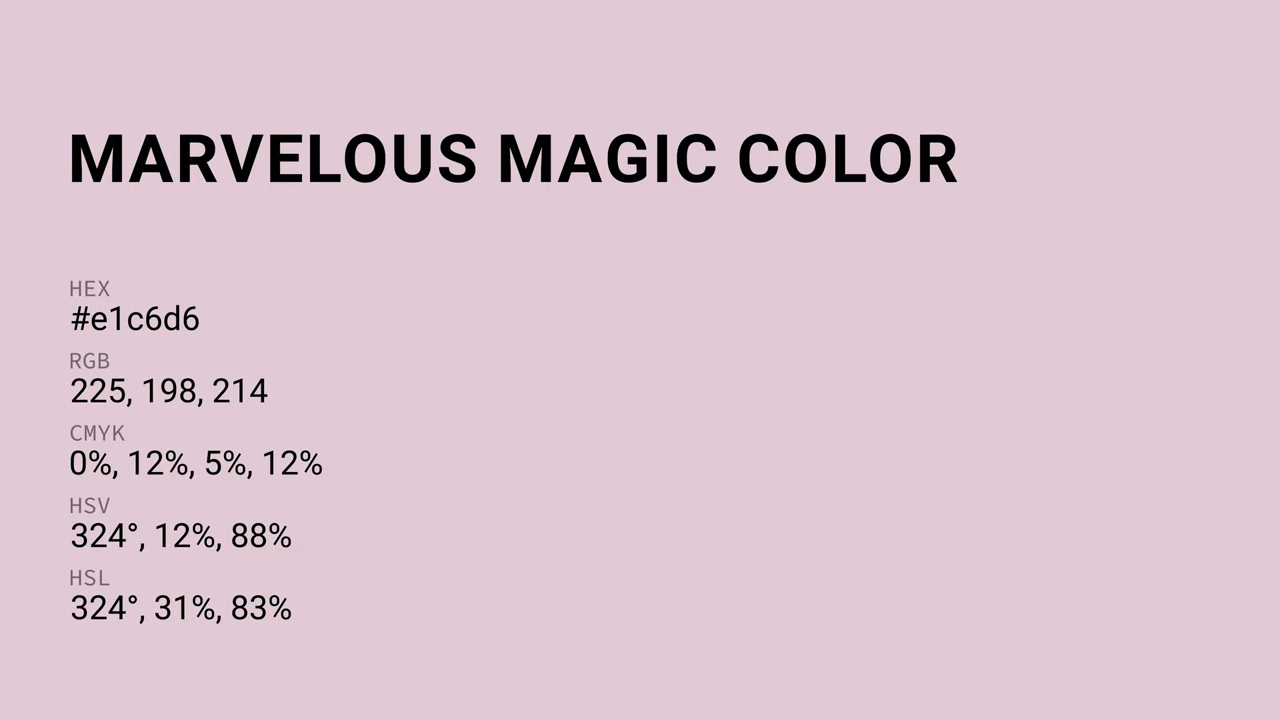 MARVELOUS MAGIC COLOR
HEX
#e1c6d6
RGB
225, 198, 214
CMYK
0%, 12%, 5%, 12%
HSV
324°, 12%, 88%
HSL
324°, 31%, 83%